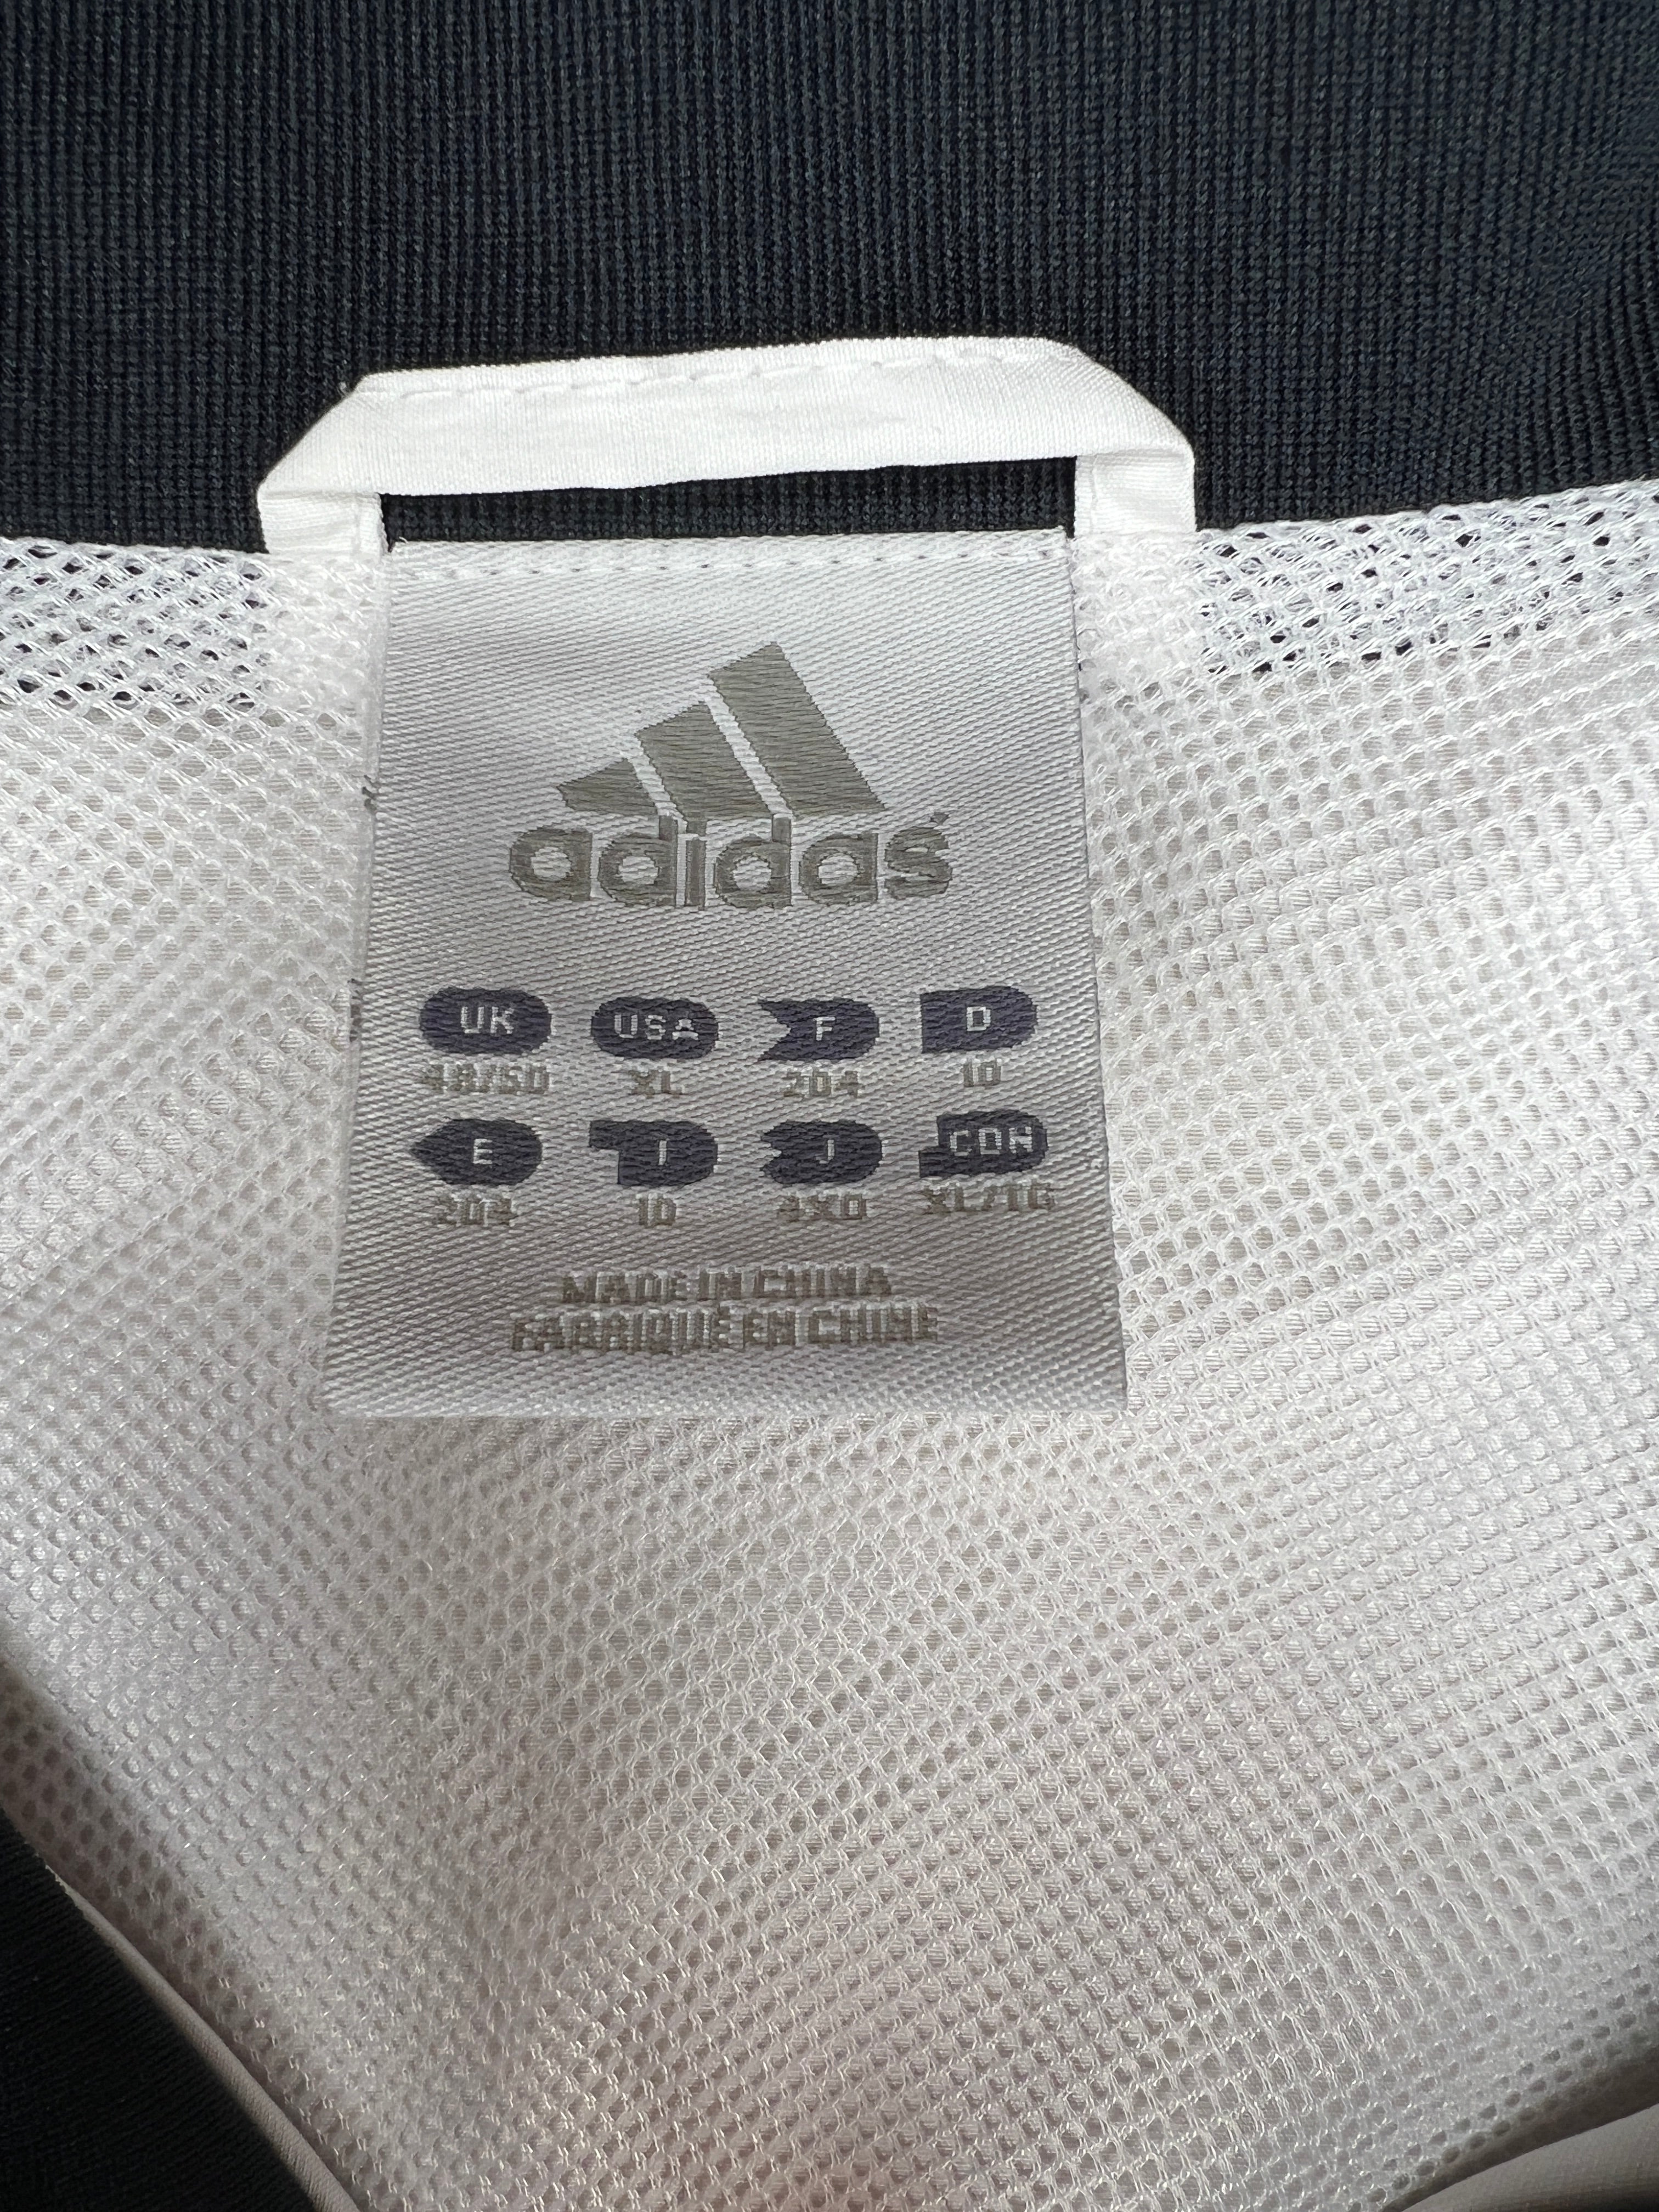 adidas
UK USA F D
48/50 XL 204 10
E I J CDN
204 10 4XO XL/TG
MADE IN CHINA
FABRIQUÉ EN CHINE